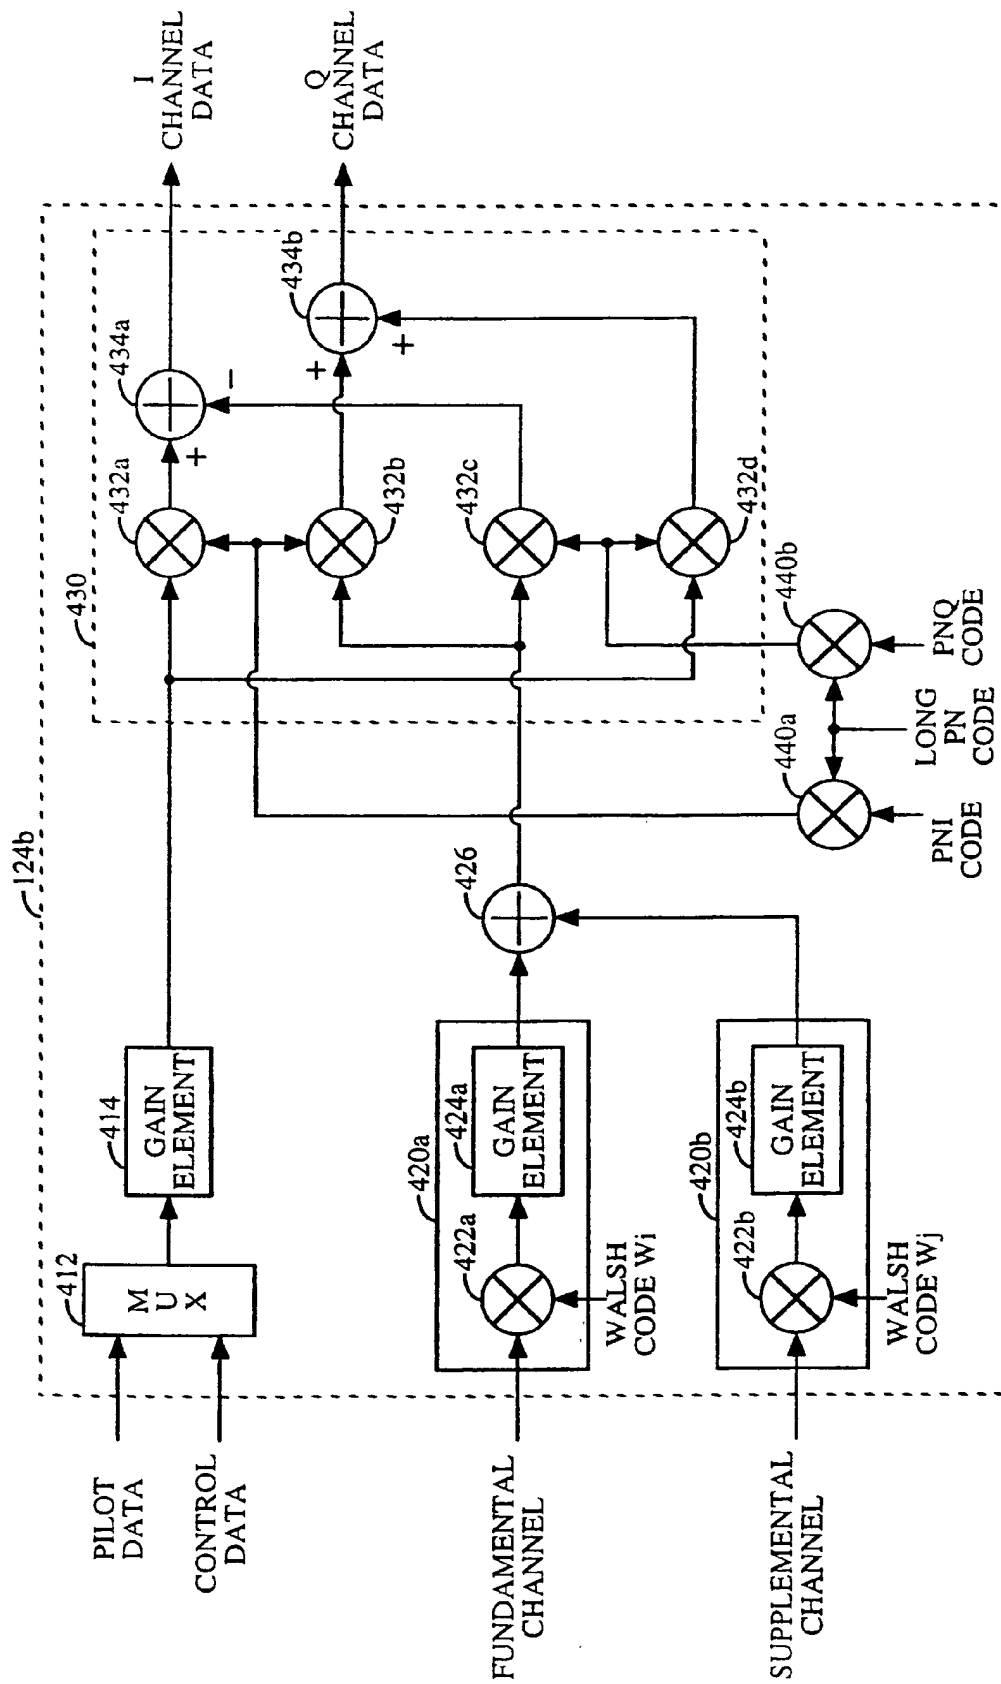 124b
PILOT
DATA
CONTROL
DATA
412
M
U
X
414
GAIN
ELEMENT
430
432a
434a
+
−
I
CHANNEL
DATA
432b
434b
+
+
Q
CHANNEL
DATA
432c
432d
FUNDAMENTAL
CHANNEL
420a
422a
424a
GAIN
ELEMENT
WALSH
CODE Wi
426
SUPPLEMENTAL
CHANNEL
420b
422b
424b
GAIN
ELEMENT
WALSH
CODE Wj
440a
440b
PNI
CODE
LONG
PN
CODE
PNQ
CODE